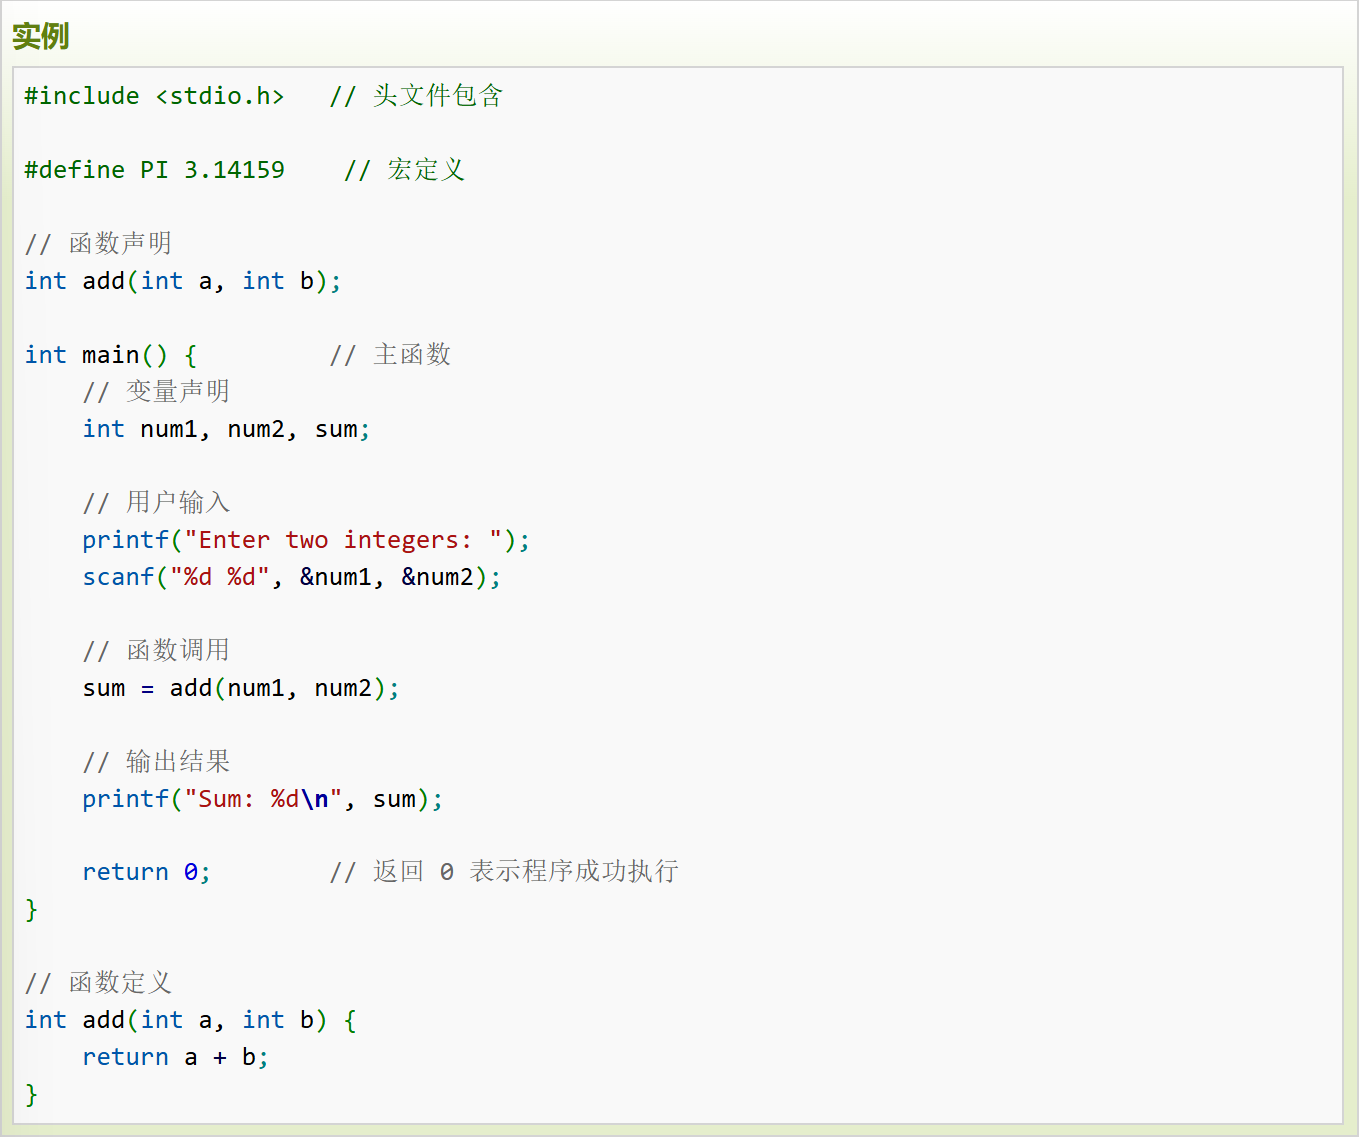 实例
#include <stdio.h>   // 头文件包含
#define PI 3.14159    // 宏定义
// 函数声明
int add(int a, int b);
int main() {         // 主函数
    // 变量声明
    int num1, num2, sum;
    // 用户输入
    printf("Enter two integers: ");
    scanf("%d %d", &num1, &num2);
    // 函数调用
    sum = add(num1, num2);
    // 输出结果
    printf("Sum: %d\n", sum);
    return 0;        // 返回 0 表示程序成功执行
}
// 函数定义
int add(int a, int b) {
    return a + b;
}